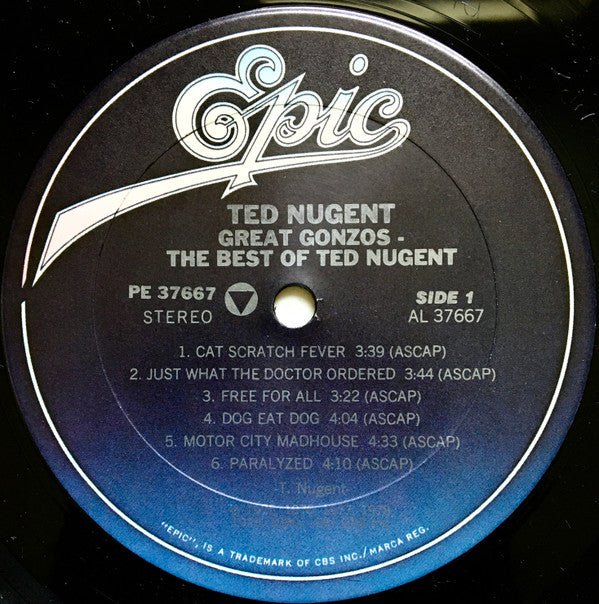 Epic
TED NUGENT
GREAT GONZOS -
THE BEST OF TED NUGENT
PE 37667 SIDE 1
STEREO AL 37667
1. CAT SCRATCH FEVER 3:39 (ASCAP)
2. JUST WHAT THE DOCTOR ORDERED 3:44 (ASCAP)
3. FREE FOR ALL 3:22 (ASCAP)
4. DOG EAT DOG 4:04 (ASCAP)
5. MOTOR CITY MADHOUSE 4:33 (ASCAP)
6. PARALYZED 4:10 (ASCAP)
T. Nugent
"EPIC", IS A TRADEMARK OF CBS INC./MARCA REG.